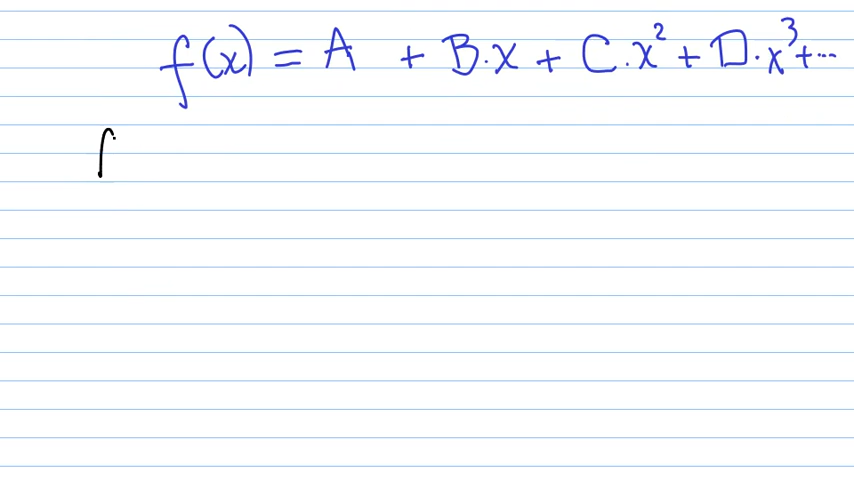 f(x) = A + B·x + C·x² + D·x³ + ...